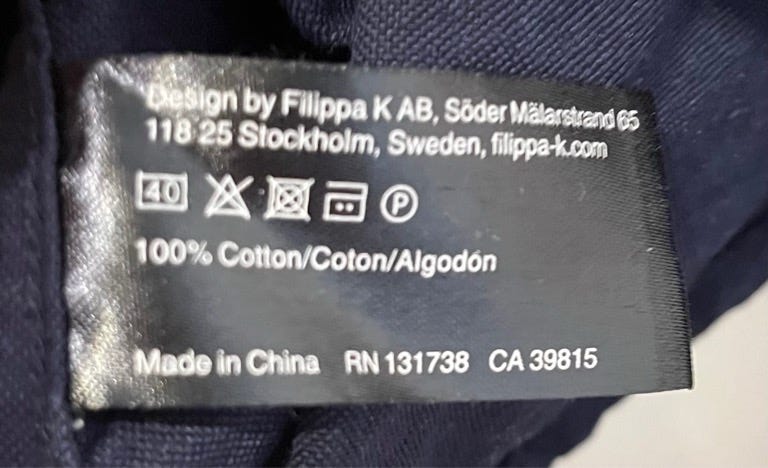 Design by Filippa K AB, Söder Mälarstrand 65
118 25 Stockholm, Sweden, filippa-k.com
40 P
100% Cotton/Coton/Algodón
Made in China RN 131738 CA 39815